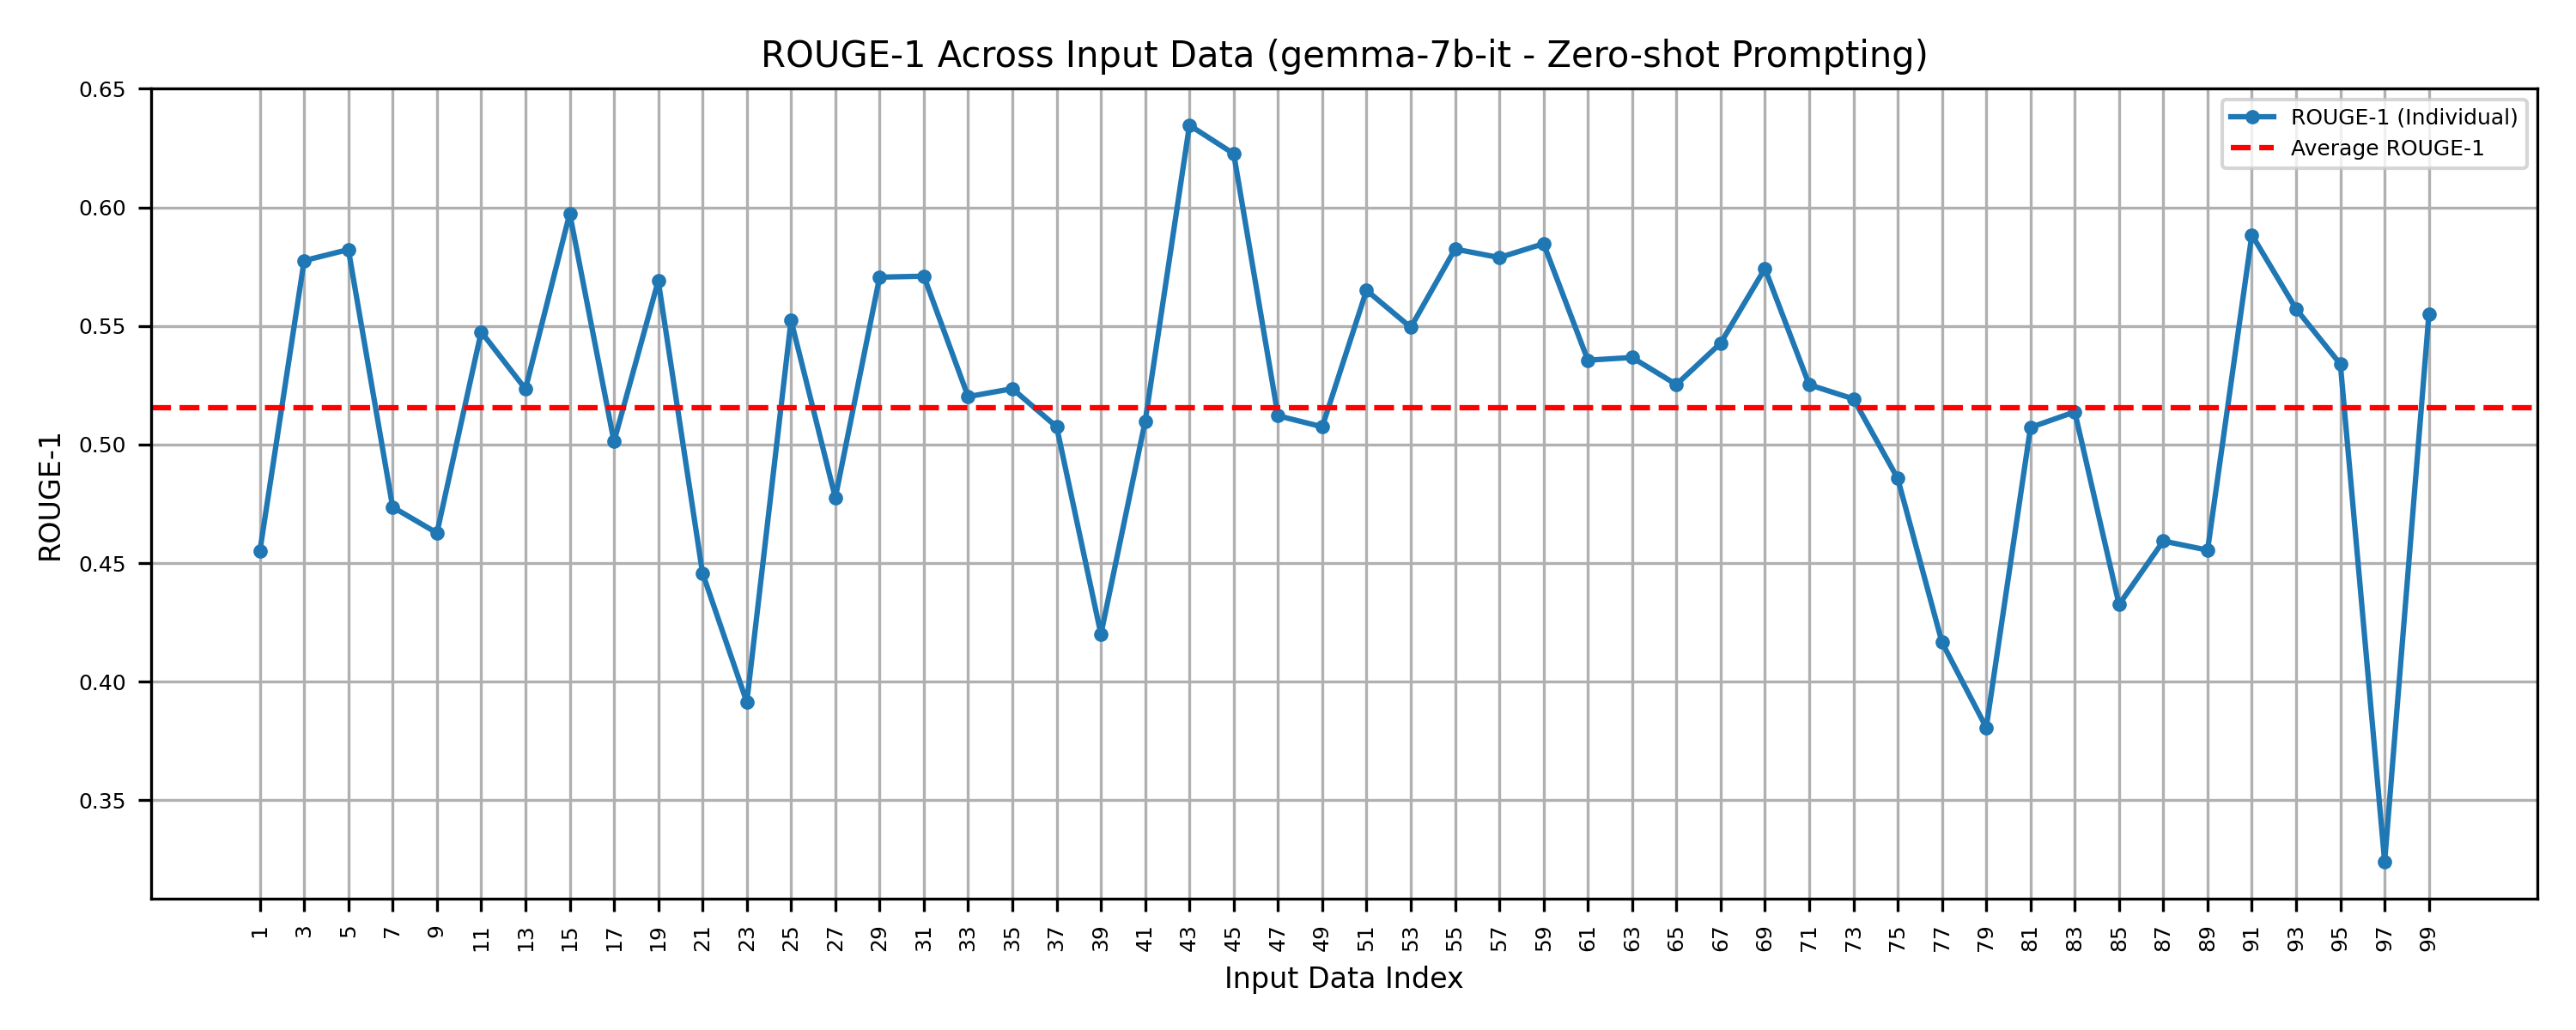 ROUGE-1 Across Input Data (gemma-7b-it - Zero-shot Prompting)
ROUGE-1 (Individual)
Average ROUGE-1
0.65
0.60
0.55
0.50
0.45
0.40
0.35
ROUGE-1
1 3 5 7 9 11 13 15 17 19 21 23 25 27 29 31 33 35 37 39 41 43 45 47 49 51 53 55 57 59 61 63 65 67 69 71 73 75 77 79 81 83 85 87 89 91 93 95 97 99
Input Data Index